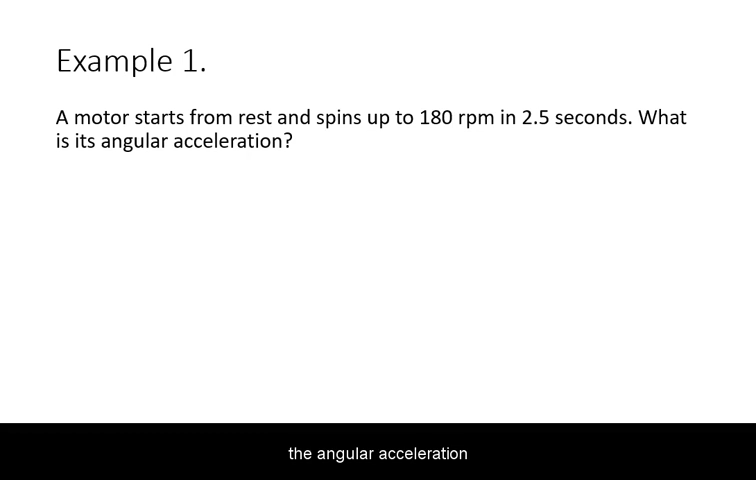 Example 1.
A motor starts from rest and spins up to 180 rpm in 2.5 seconds. What
is its angular acceleration?
the angular acceleration